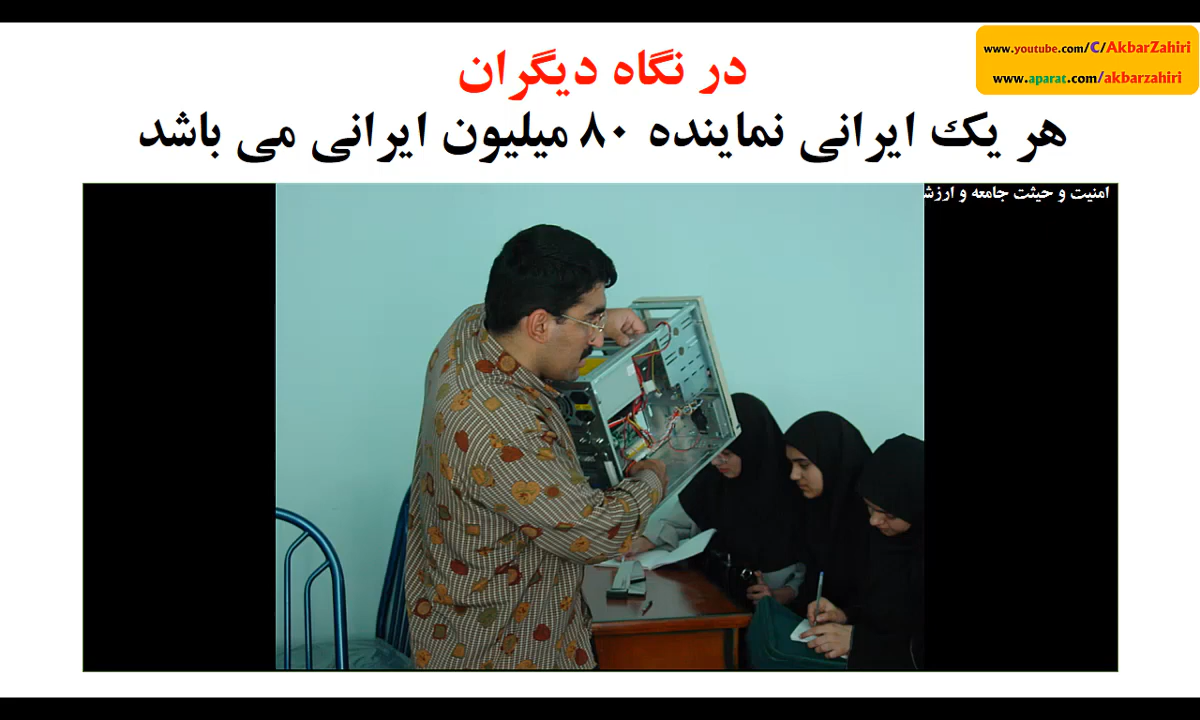 www.youtube.com/C/AkbarZahiri
www.aparat.com/akbarzahiri
در نگاه دیگران
هر یک ایرانی نماینده ۸۰ میلیون ایرانی می باشد
امنیت و حیثت جامعه و